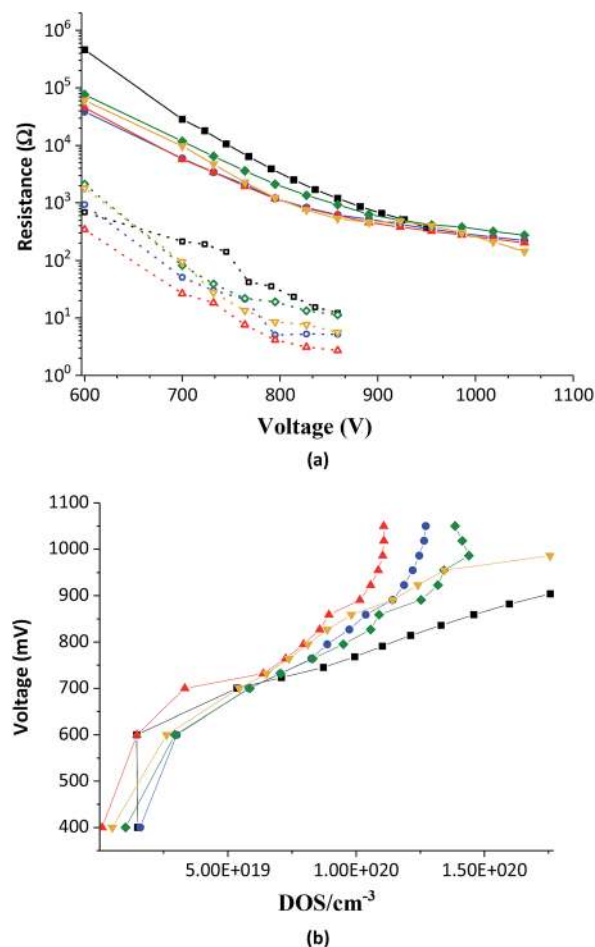 10⁶
10⁵
10⁴
10³
10²
10¹
10⁰
Resistance (Ω)
600 700 800 900 1000 1100
Voltage (V)
(a)
1100
1000
900
800
700
600
500
400
Voltage (mV)
5.00E+019 1.00E+020 1.50E+020
DOS/cm⁻³
(b)